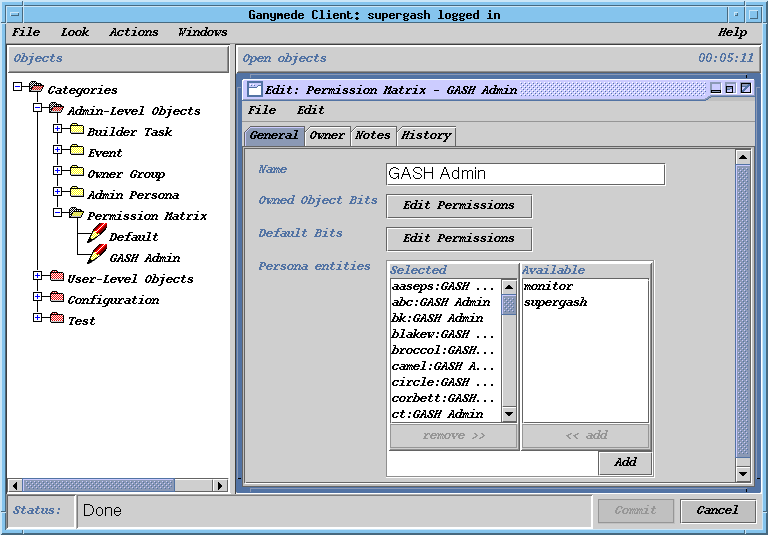 Ganymede Client: supergash logged in
File Look Actions Windows Help
Objects
Open objects 00:05:11
Categories
Admin-Level Objects
Builder Task
Event
Owner Group
Admin Persona
Permission Matrix
Default
GASH Admin
User-Level Objects
Configuration
Test
Edit: Permission Matrix - GASH Admin
File Edit
General Owner Notes History
Name GASH Admin
Owned Object Bits Edit Permissions
Default Bits Edit Permissions
Persona entities
Selected
aaseps:GASH ...
abc:GASH Admin
bk:GASH Admin
blakew:GASH ...
broccol:GASH...
camel:GASH A...
circle:GASH ...
corbett:GASH...
ct:GASH Admin
remove >>
Available
monitor
supergash
<< add
Add
Status: Done Commit Cancel